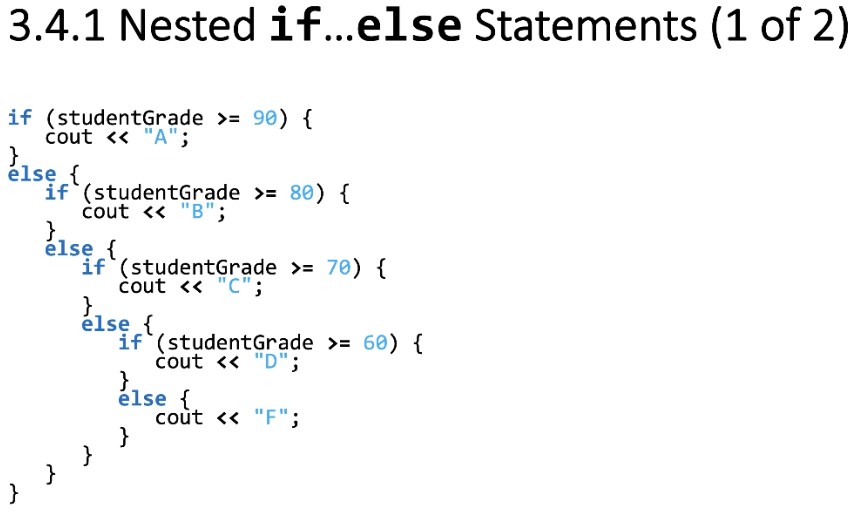 3.4.1 Nested if…else Statements (1 of 2)
if (studentGrade >= 90) {
   cout << "A";
}
else {
   if (studentGrade >= 80) {
      cout << "B";
   }
   else {
      if (studentGrade >= 70) {
         cout << "C";
      }
      else {
         if (studentGrade >= 60) {
            cout << "D";
         }
         else {
            cout << "F";
         }
      }
   }
}